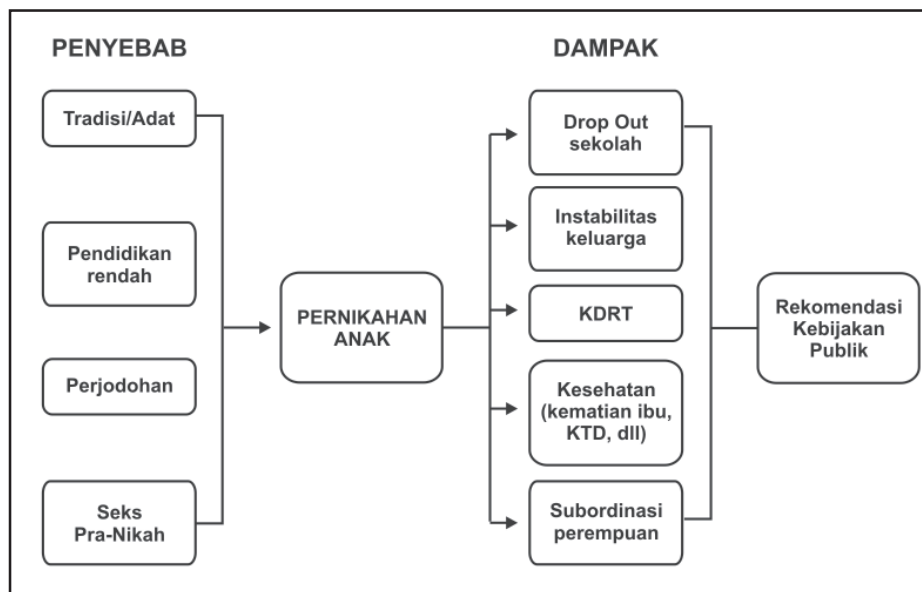 PENYEBAB
Tradisi/Adat
Pendidikan
rendah
Perjodohan
Seks
Pra-Nikah
PERNIKAHAN
ANAK
DAMPAK
Drop Out
sekolah
Instabilitas
keluarga
KDRT
Kesehatan
(kematian ibu,
KTD, dll)
Subordinasi
perempuan
Rekomendasi
Kebijakan
Publik